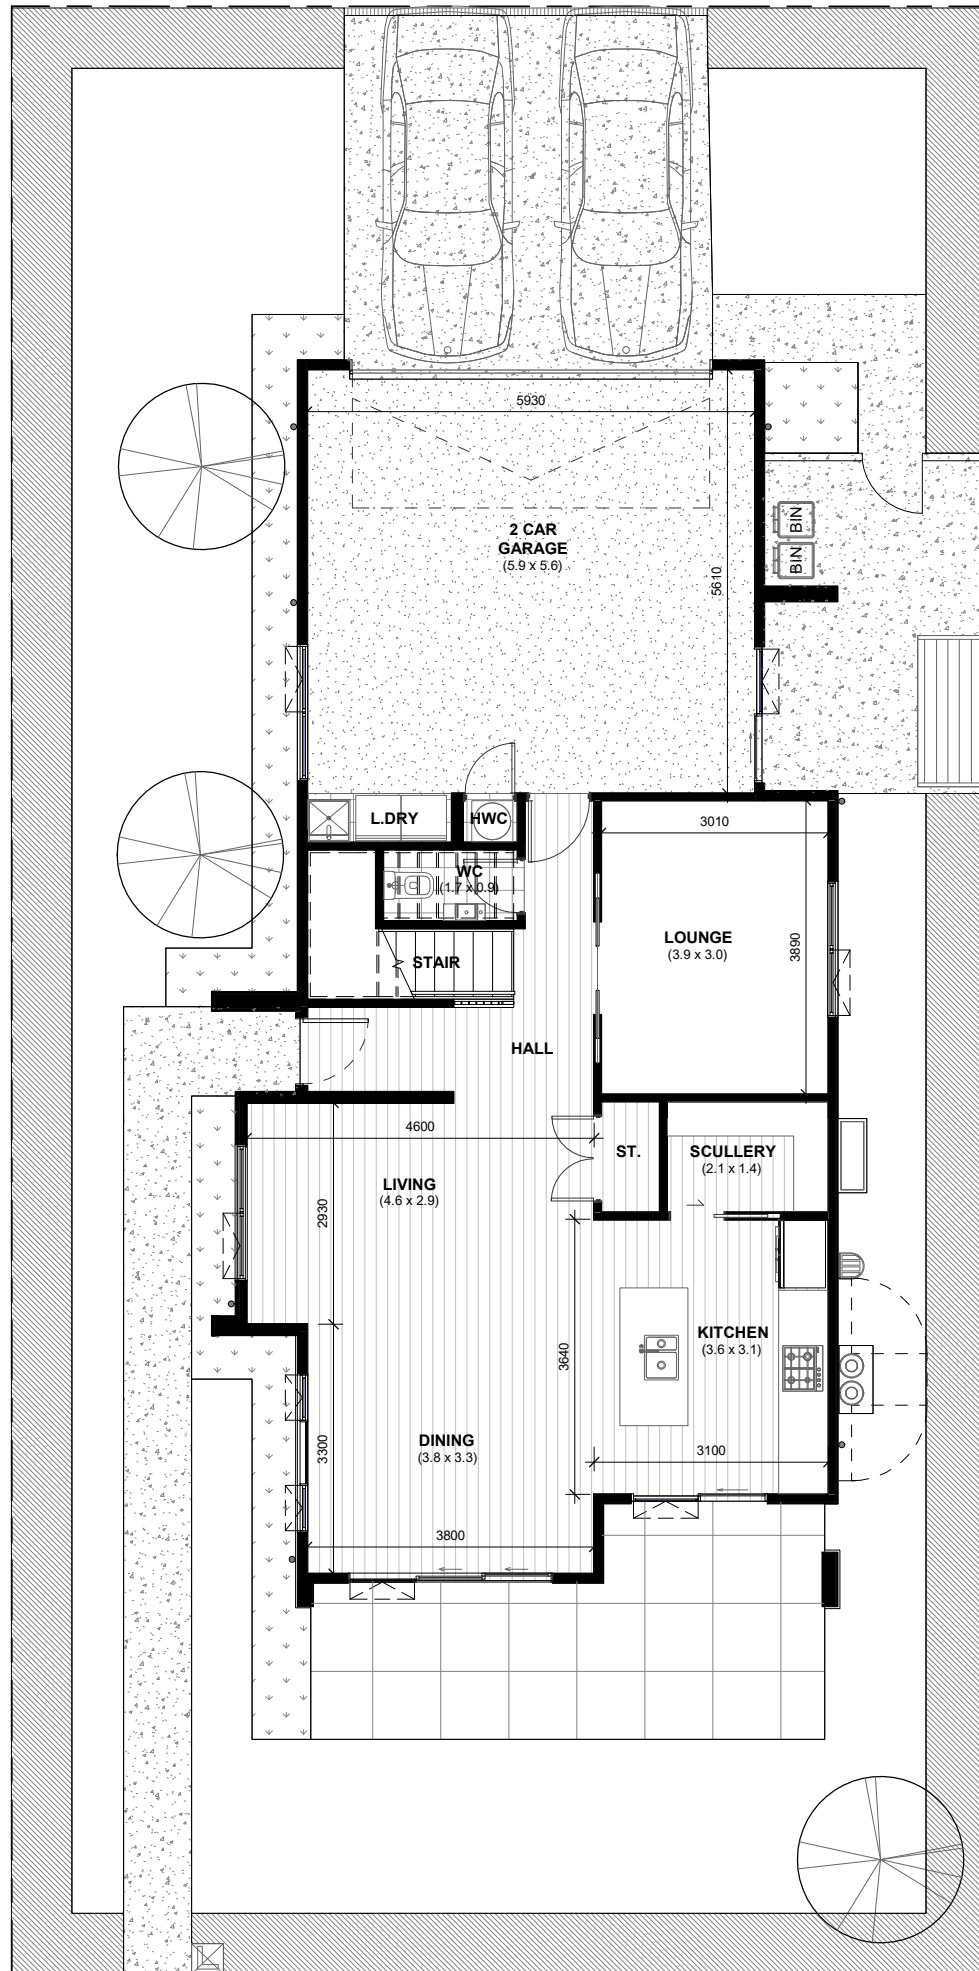 5930
2 CAR
GARAGE
(5.9 x 5.6)
5610
BIN
BIN
L.DRY
HWC
3010
WC
(1.7 x 0.9)
LOUNGE
(3.9 x 3.0)
3890
STAIR
HALL
4600
ST.
SCULLERY
(2.1 x 1.4)
LIVING
(4.6 x 2.9)
2930
KITCHEN
(3.6 x 3.1)
3640
DINING
(3.8 x 3.3)
3300
3100
3800